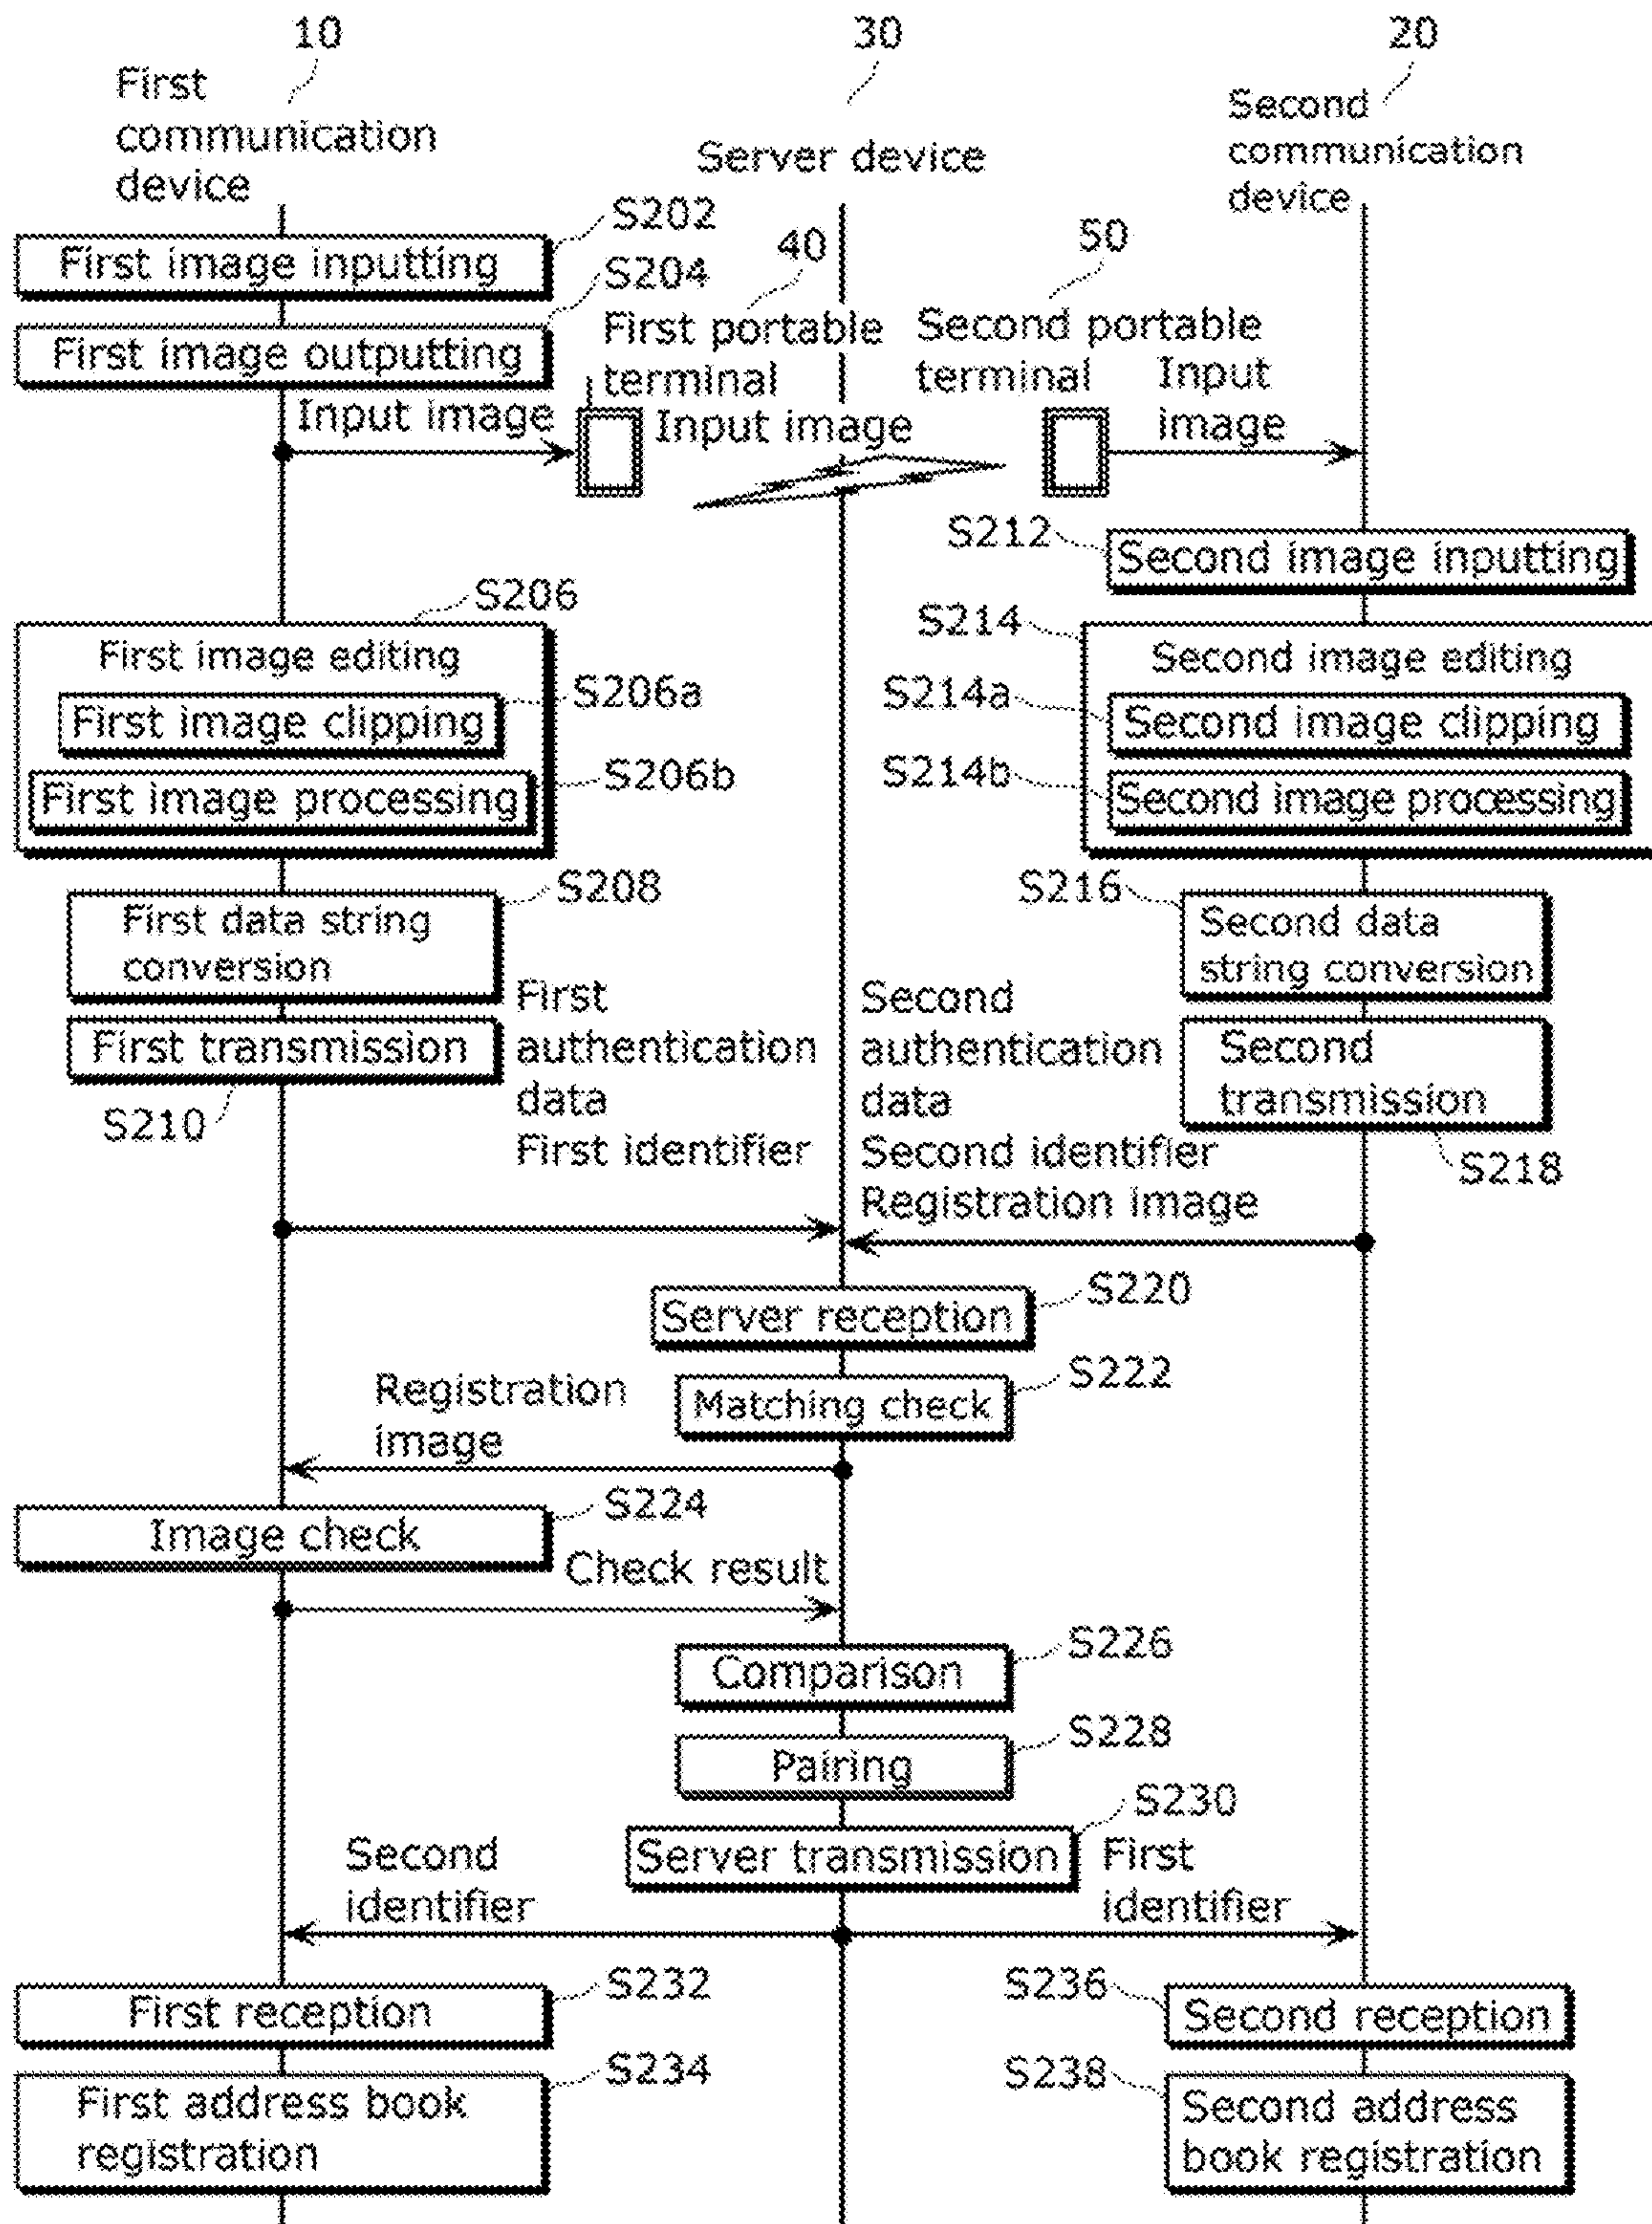 10
30
20
First
communication
device
Server device
Second
communication
device
S202
First image inputting
40
50
S204
First image outputting
First portable
terminal
Second portable
terminal
Input
image
Input image
Input image
S212
Second image inputting
S206
S214
First image editing
Second image editing
S206a
S214a
First image clipping
Second image clipping
S206b
S214b
First image processing
Second image processing
S208
S216
First data string
conversion
Second data
string conversion
First transmission
First
authentication
data
First identifier
Second
authentication
data
Second identifier
Registration image
Second
transmission
S210
S218
Server reception
S220
S222
Matching check
Registration
image
S224
Image check
Check result
S226
Comparison
S228
Pairing
S230
Server transmission
Second
identifier
First
identifier
S232
S236
First reception
Second reception
S234
S238
First address book
registration
Second address
book registration